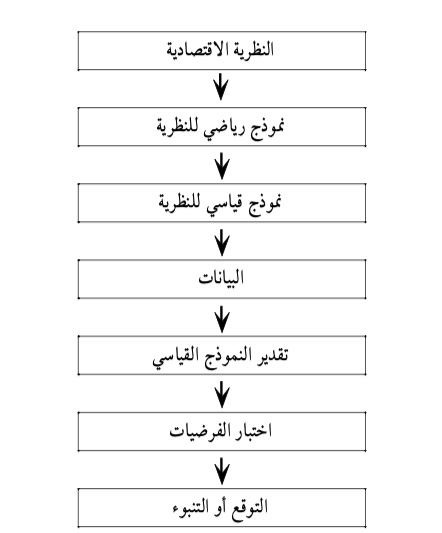 النظرية الاقتصادية
نموذج رياضي للنظرية
نموذج قياسي للنظرية
البيانات
تقدير النموذج القياسي
اختبار الفرضيات
التوقع أو التنبوء